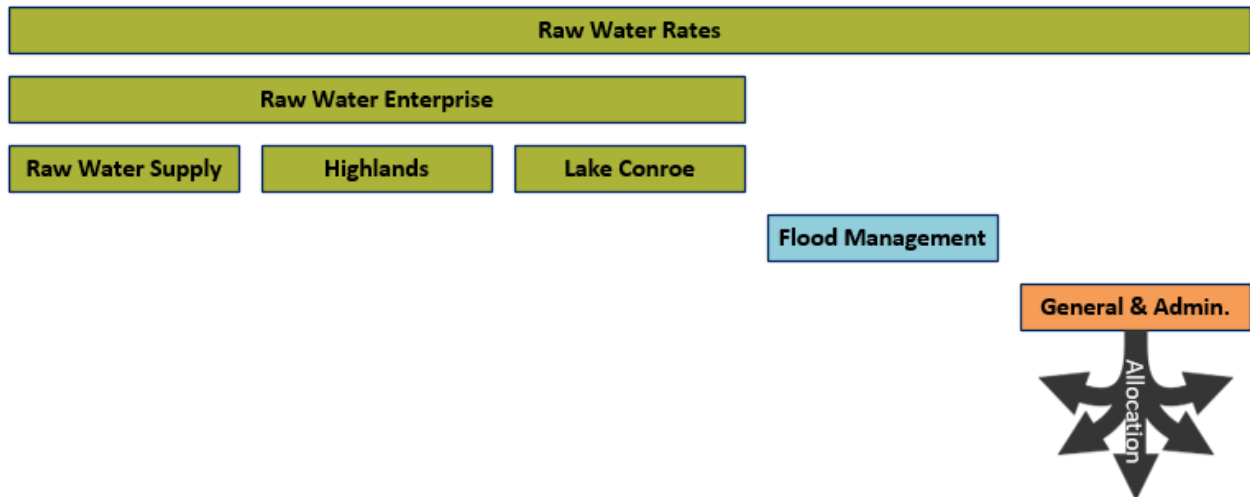 Raw Water Rates
Raw Water Enterprise
Raw Water Supply
Highlands
Lake Conroe
Flood Management
General & Admin.
Allocation